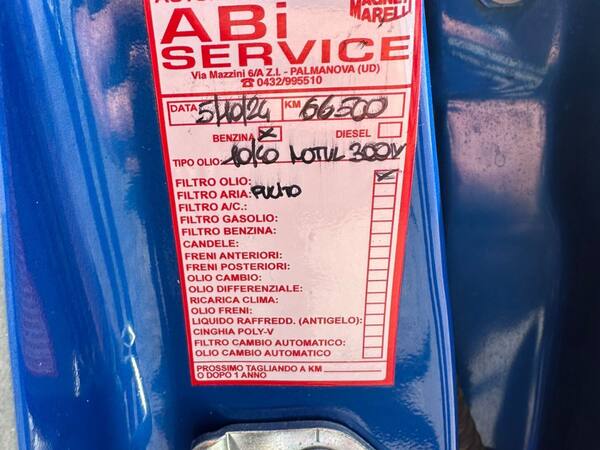 MAGNETI
MARELLI
ABi
SERVICE
Via Mazzini 6/A Z.I. - PALMANOVA (UD)
☎0432/995510
DATA 5/10/24 KM 66500
BENZINA X DIESEL
TIPO OLIO: 10/40 MOTUL 300V
FILTRO OLIO:
FILTRO ARIA: PULITO
FILTRO A/C.:
FILTRO GASOLIO:
FILTRO BENZINA:
CANDELE:
FRENI ANTERIORI:
FRENI POSTERIORI:
OLIO CAMBIO:
OLIO DIFFERENZIALE:
RICARICA CLIMA:
OLIO FRENI:
LIQUIDO RAFFREDD. (ANTIGELO):
CINGHIA POLY-V
FILTRO CAMBIO AUTOMATICO:
OLIO CAMBIO AUTOMATICO
PROSSIMO TAGLIANDO A KM
O DOPO 1 ANNO